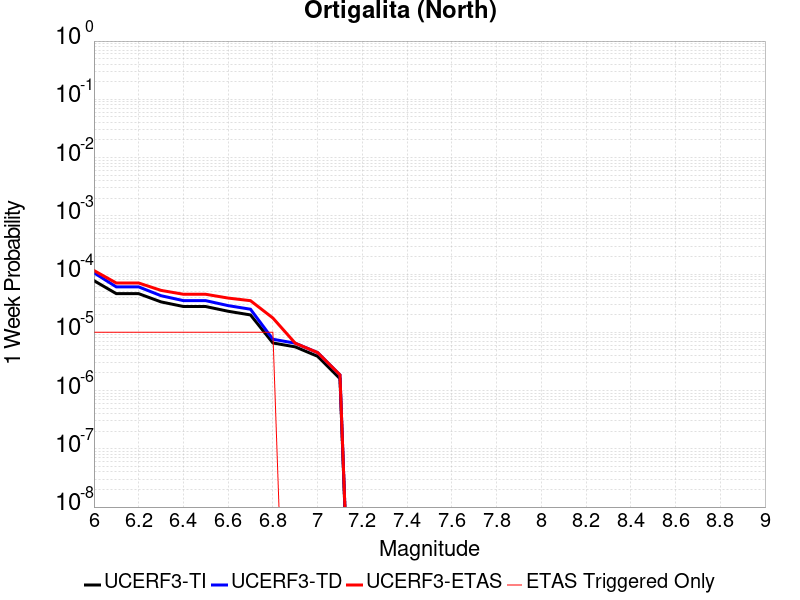 Ortigalita (North)
10^0
10^-1
10^-2
10^-3
10^-4
10^-5
10^-6
10^-7
10^-8
1 Week Probability
6 6.2 6.4 6.6 6.8 7 7.2 7.4 7.6 7.8 8 8.2 8.4 8.6 8.8 9
Magnitude
UCERF3-TI UCERF3-TD UCERF3-ETAS ETAS Triggered Only